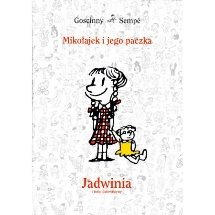 Goscinny Sempé
Mikołajek i jego paczka
Jadwinia